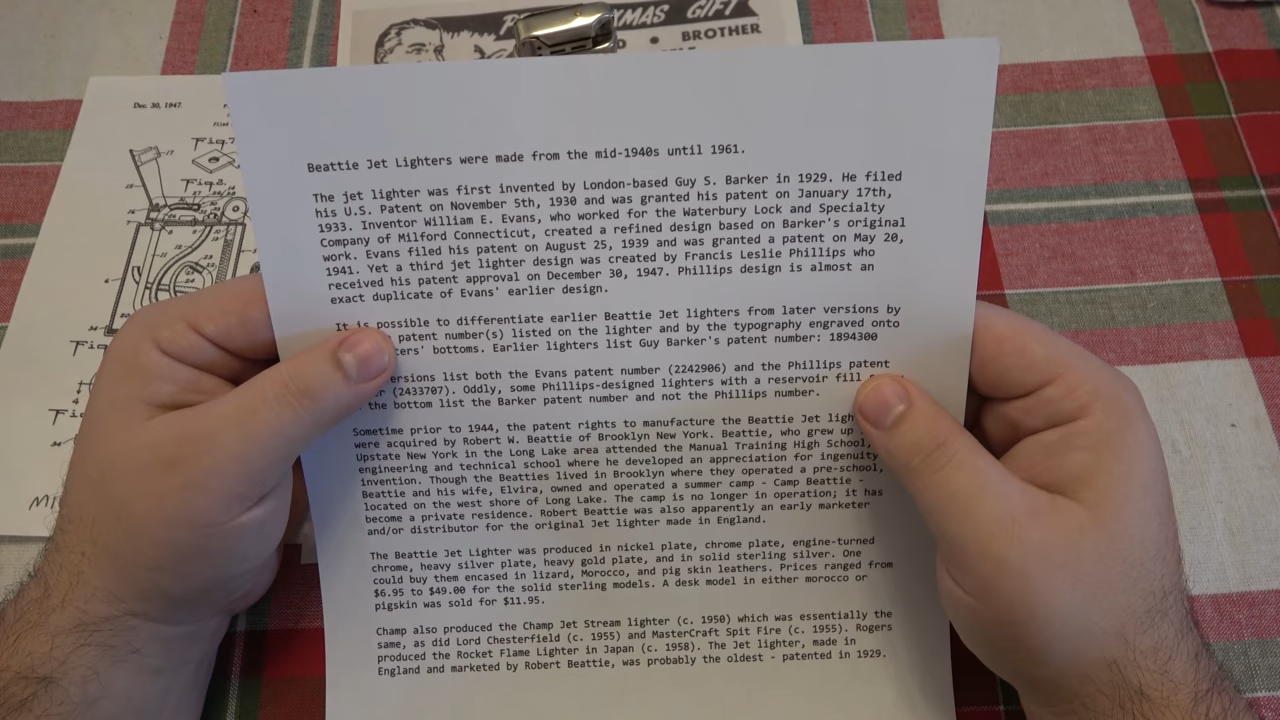 XMAS GIFT
• BROTHER
Dec. 30, 1947.
Fig. 7
Fig. 2
Beattie Jet Lighters were made from the mid-1940s until 1961.
The jet lighter was first invented by London-based Guy S. Barker in 1929. He filed
his U.S. Patent on November 5th, 1930 and was granted his patent on January 17th,
1933. Inventor William E. Evans, who worked for the Waterbury Lock and Specialty
Company of Milford Connecticut, created a refined design based on Barker's original
work. Evans filed his patent on August 25, 1939 and was granted a patent on May 20,
1941. Yet a third jet lighter design was created by Francis Leslie Phillips who
received his patent approval on December 30, 1947. Phillips design is almost an
exact duplicate of Evans' earlier design.
It is possible to differentiate earlier Beattie Jet lighters from later versions by
patent number(s) listed on the lighter and by the typography engraved onto
bottoms. Earlier lighters list Guy Barker's patent number: 1894300
list both the Evans patent number (2242906) and the Phillips patent
(2433707). Oddly, some Phillips-designed lighters with a reservoir fill
the bottom list the Barker patent number and not the Phillips number.
Sometime prior to 1944, the patent rights to manufacture the Beattie Jet
were acquired by Robert W. Beattie of Brooklyn New York. Beattie, who grew up
Upstate New York in the Long Lake area attended the Manual Training High School,
engineering and technical school where he developed an appreciation for ingenuity
invention. Though the Beatties lived in Brooklyn where they operated a pre-school,
Beattie and his wife, Elvira, owned and operated a summer camp - Camp Beattie -
located on the west shore of Long Lake. The camp is no longer in operation; it has
become a private residence. Robert Beattie was also apparently an early marketer
and/or distributor for the original Jet lighter made in England.
The Beattie Jet Lighter was produced in nickel plate, chrome plate, engine-turned
chrome, heavy silver plate, heavy gold plate, and in solid sterling silver. One
could buy them encased in lizard, Morocco, and pig skin leathers. Prices ranged from
$6.95 to $49.00 for the solid sterling models. A desk model in either morocco or
pigskin was sold for $11.95.
Champ also produced the Champ Jet Stream lighter (c. 1950) which was essentially the
same, as did Lord Chesterfield (c. 1955) and MasterCraft Spit Fire (c. 1955). Rogers
produced the Rocket Flame Lighter in Japan (c. 1958). The Jet lighter, made in
England and marketed by Robert Beattie, was probably the oldest - patented in 1929.